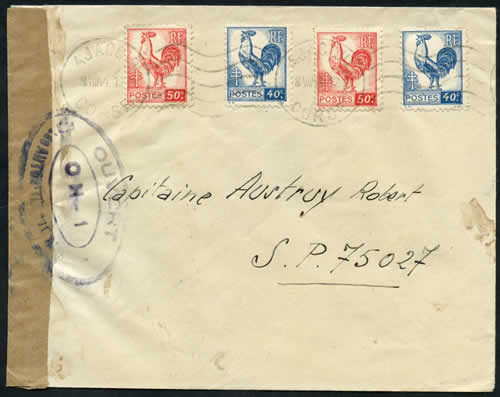 RF RF RF RF
POSTES 50c POSTES 40c POSTES 50c POSTES 40c
OUVERT
OX-1
Capitaine Austruy Robert
S.P. 75027